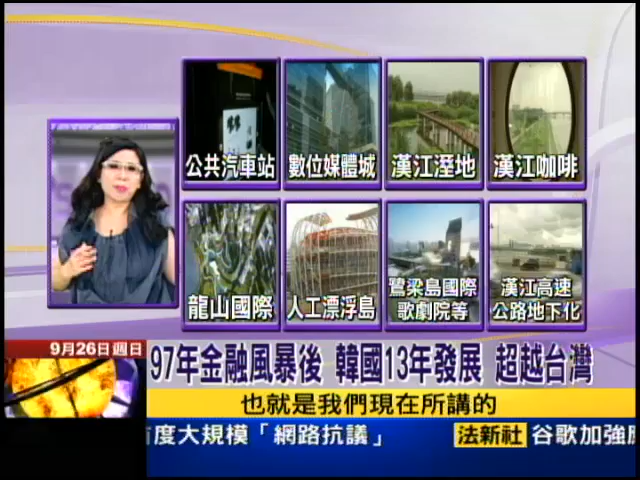 公共汽車站
數位媒體城
漢江溼地
漢江咖啡
龍山國際
人工漂浮島
鷺梁島國際
歌劇院等
漢江高速
公路地下化
9月26日週日
97年金融風暴後 韓國13年發展 超越台灣
也就是我們現在所講的
首度大規模「網路抗議」 法新社 谷歌加強